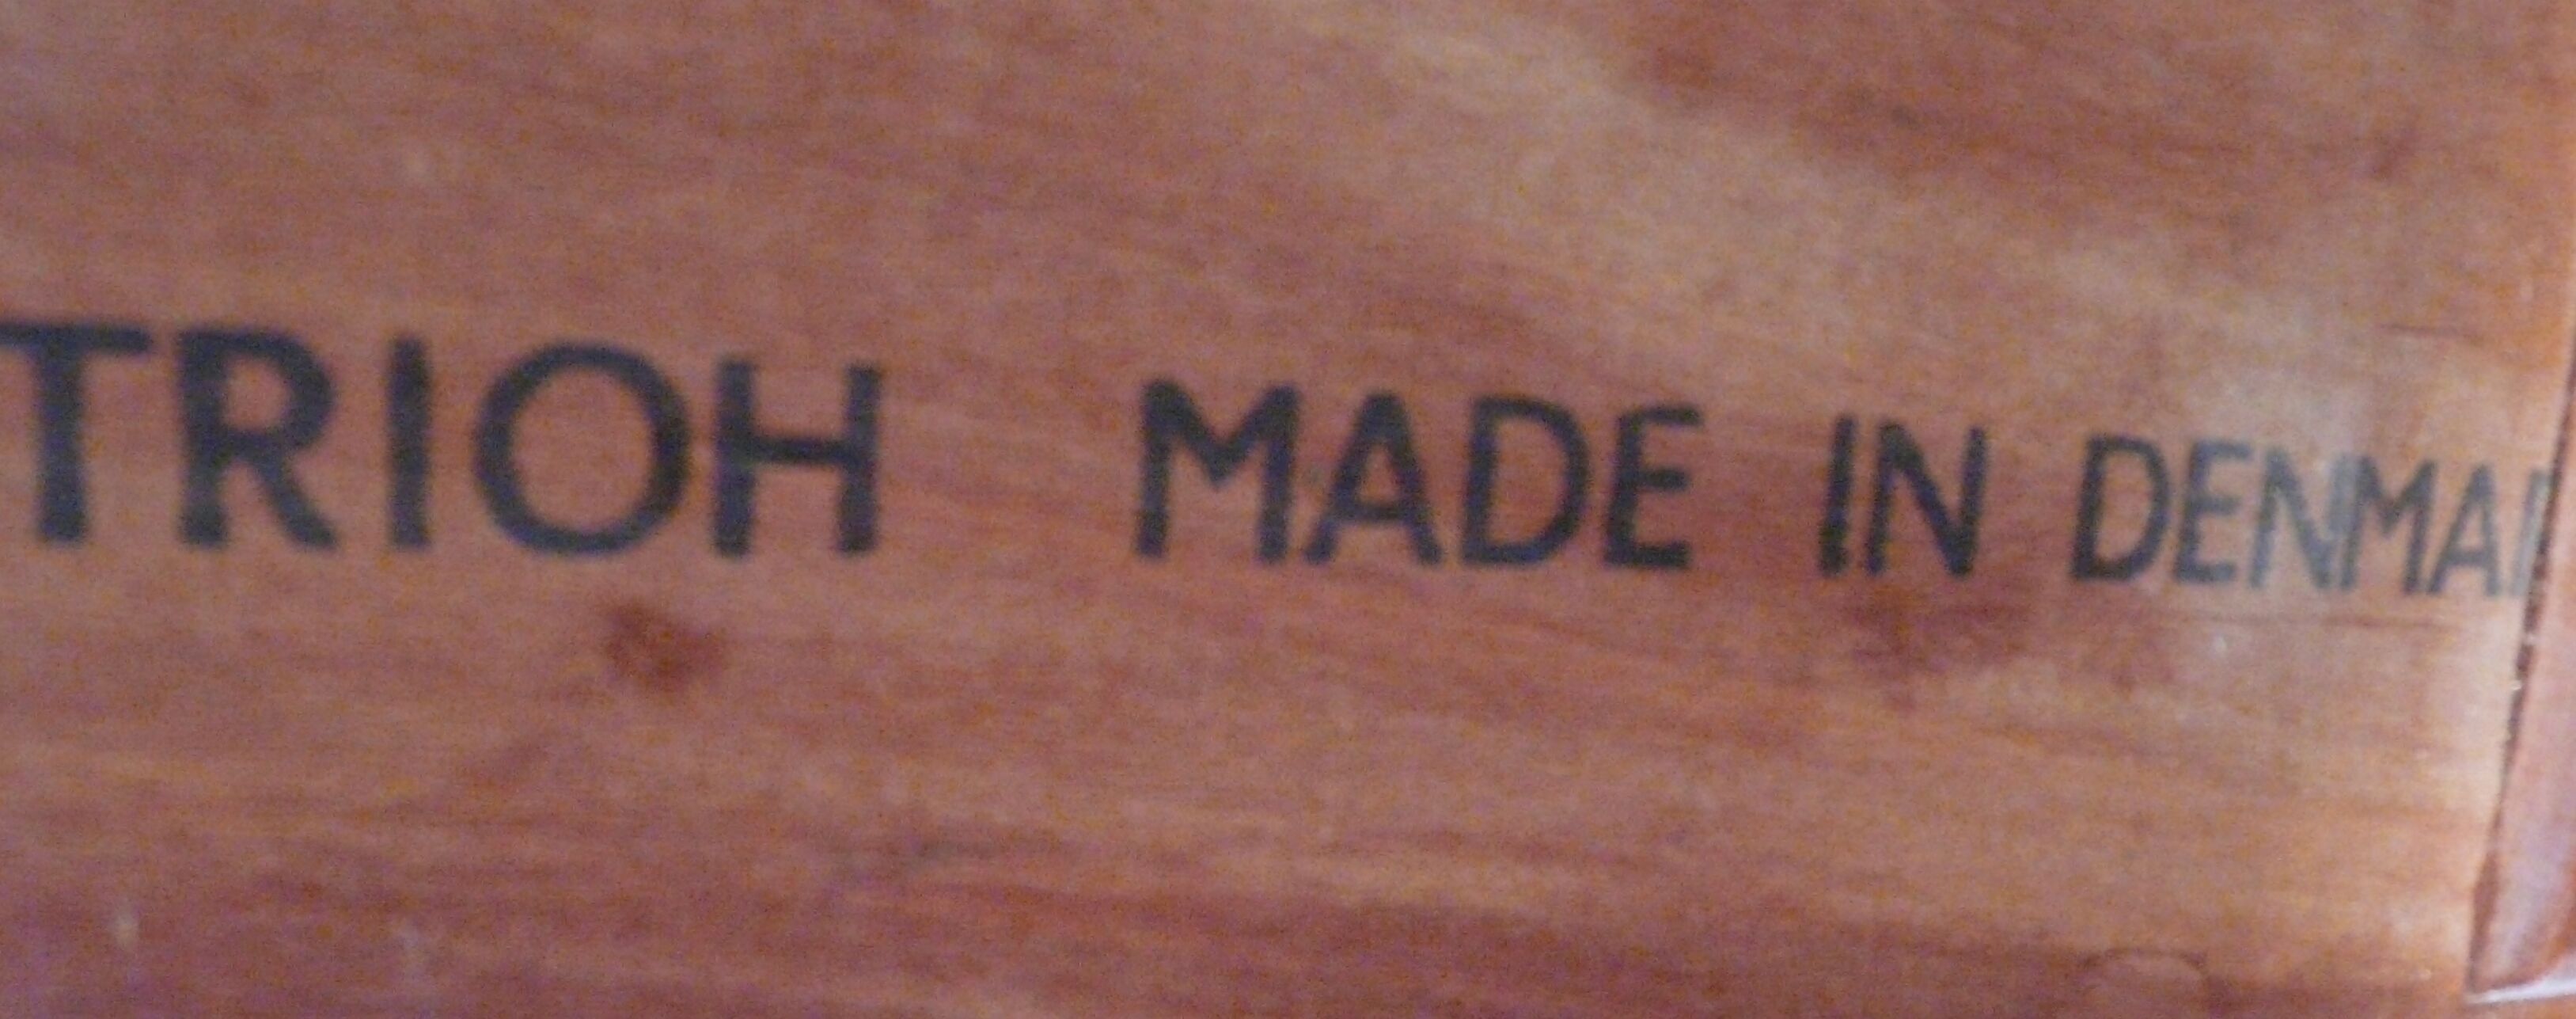 TRIOH MADE IN DENMA